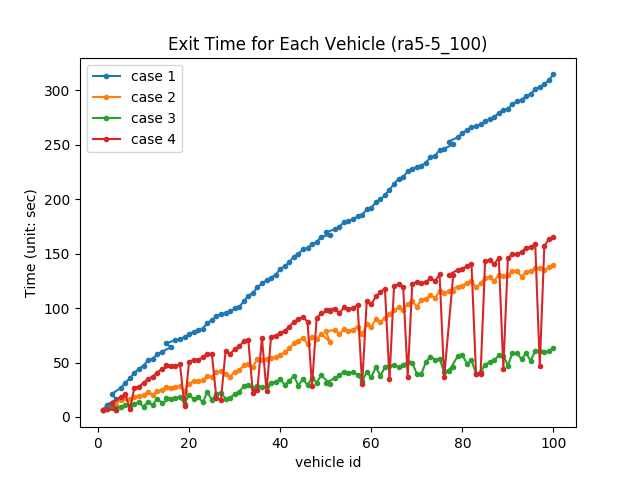 Exit Time for Each Vehicle (ra5-5_100)
case 1
case 2
case 3
case 4
300
250
200
150
100
50
0
Time (unit: sec)
0
20
40
60
80
100
vehicle id